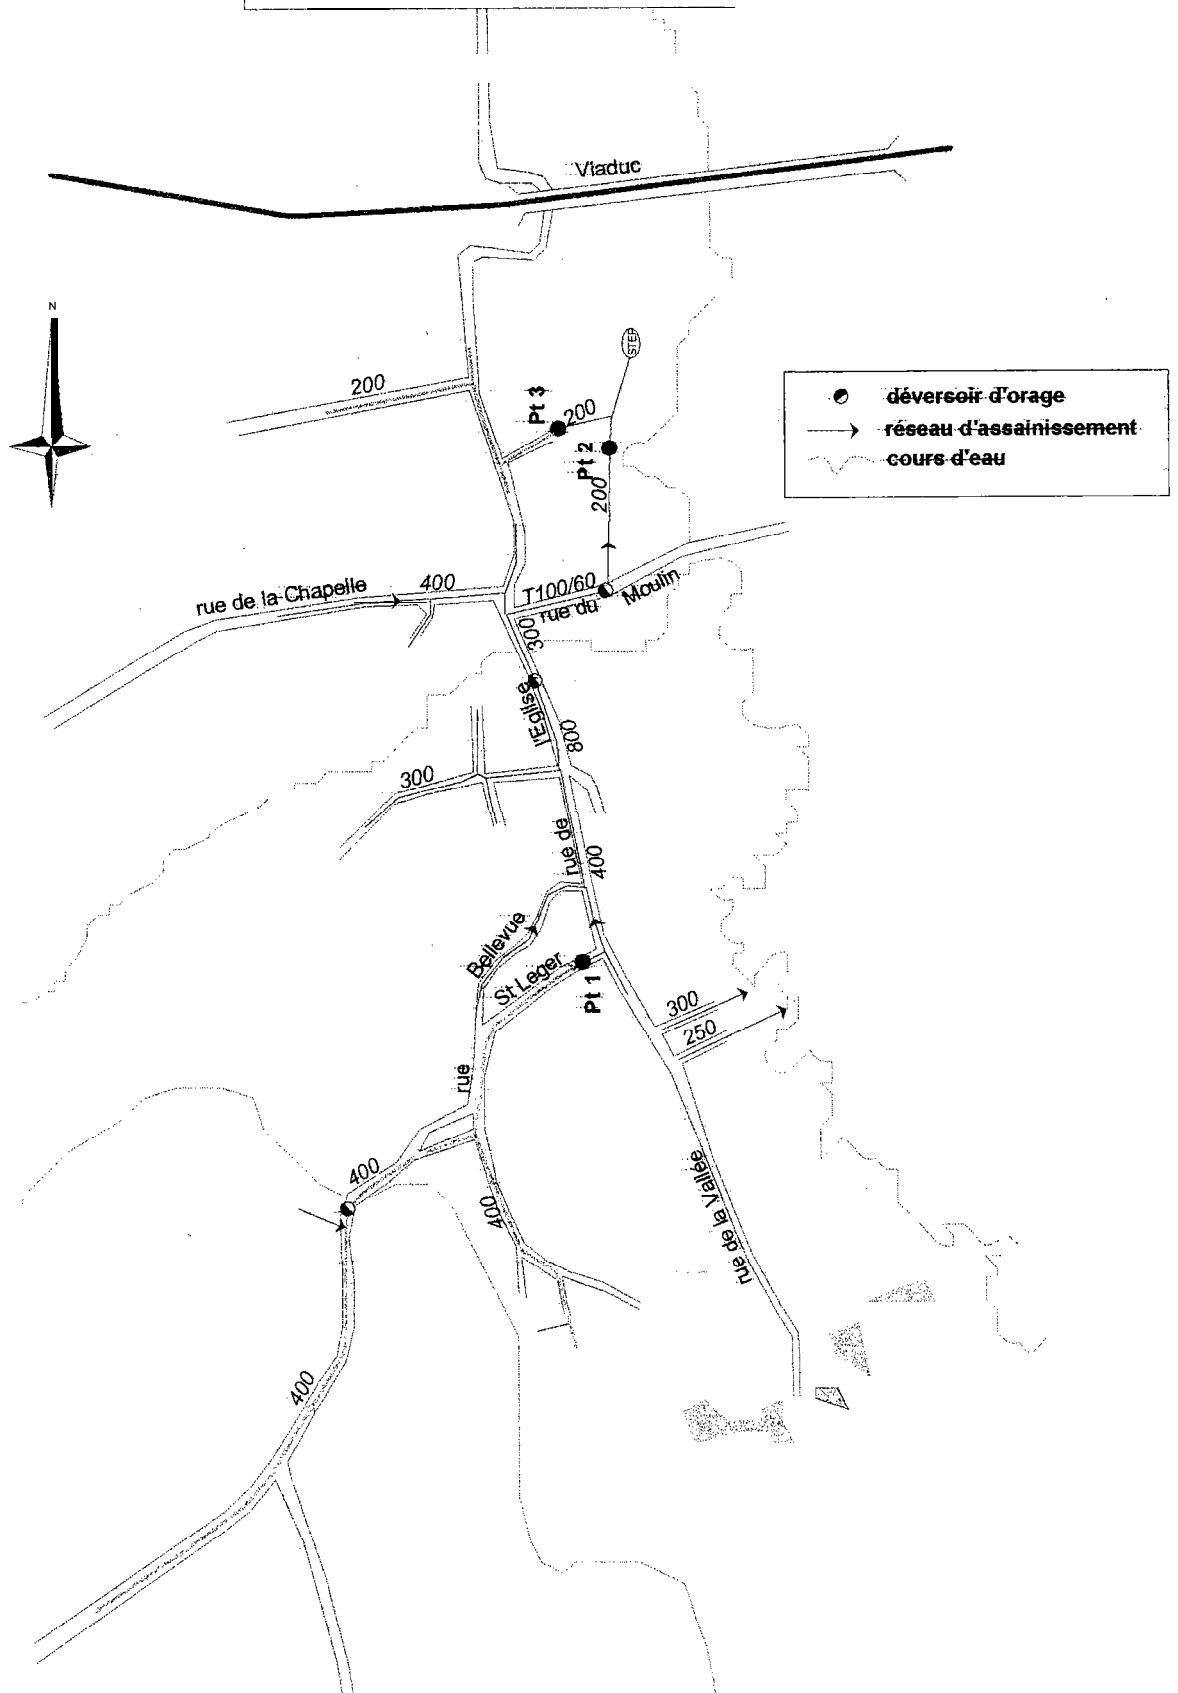 Viaduc
N
STEP
200
Pt 3
200
déversoir d'orage
réseau d'assainissement
cours d'eau
Pt 2
200
rue de la Chapelle
400
T100/60
rue du Moulin
300
l'Eglise
800
300
rue de
400
Bellevue
St Leger
Pt 1
300
250
rue
400
400
rue de la Vallée
400